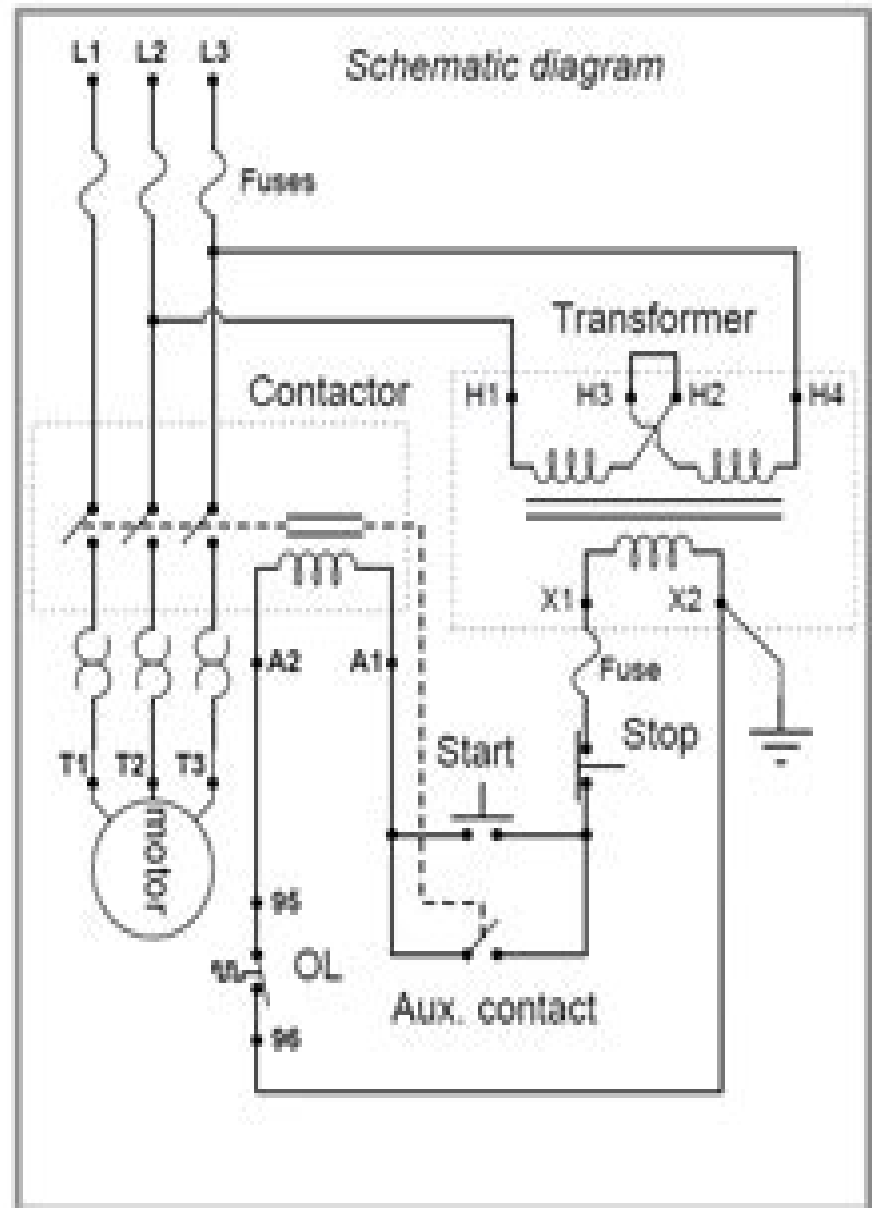 L1 L2 L3
Schematic diagram
Fuses
Transformer
Contactor
H1 H3 H2 H4
X1 X2
A2 A1
Fuse
Start
Stop
T1 T2 T3
motor
95
OL
Aux. contact
96